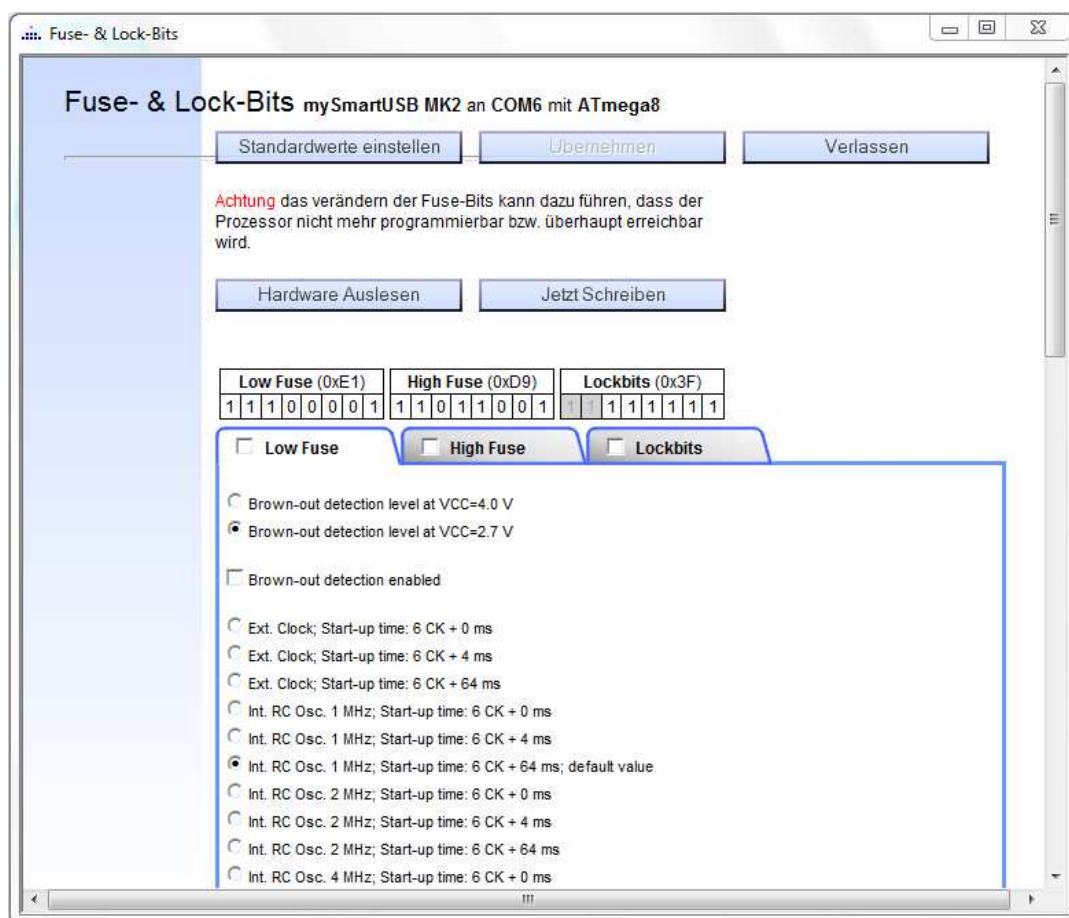 Fuse- & Lock-Bits
Fuse- & Lock-Bits mySmartUSB MK2 an COM6 mit ATmega8
Standardwerte einstellen Übernehmen Verlassen
Achtung das verändern der Fuse-Bits kann dazu führen, dass der
Prozessor nicht mehr programmierbar bzw. überhaupt erreichbar
wird.
Hardware Auslesen Jetzt Schreiben
Low Fuse (0xE1) High Fuse (0xD9) Lockbits (0x3F)
1 1 1 0 0 0 0 1 1 1 0 1 1 0 0 1 1 1 1 1 1 1 1 1
Low Fuse High Fuse Lockbits
Brown-out detection level at VCC=4.0 V
Brown-out detection level at VCC=2.7 V
Brown-out detection enabled
Ext. Clock; Start-up time: 6 CK + 0 ms
Ext. Clock; Start-up time: 6 CK + 4 ms
Ext. Clock; Start-up time: 6 CK + 64 ms
Int. RC Osc. 1 MHz; Start-up time: 6 CK + 0 ms
Int. RC Osc. 1 MHz; Start-up time: 6 CK + 4 ms
Int. RC Osc. 1 MHz; Start-up time: 6 CK + 64 ms; default value
Int. RC Osc. 2 MHz; Start-up time: 6 CK + 0 ms
Int. RC Osc. 2 MHz; Start-up time: 6 CK + 4 ms
Int. RC Osc. 2 MHz; Start-up time: 6 CK + 64 ms
Int. RC Osc. 4 MHz; Start-up time: 6 CK + 0 ms